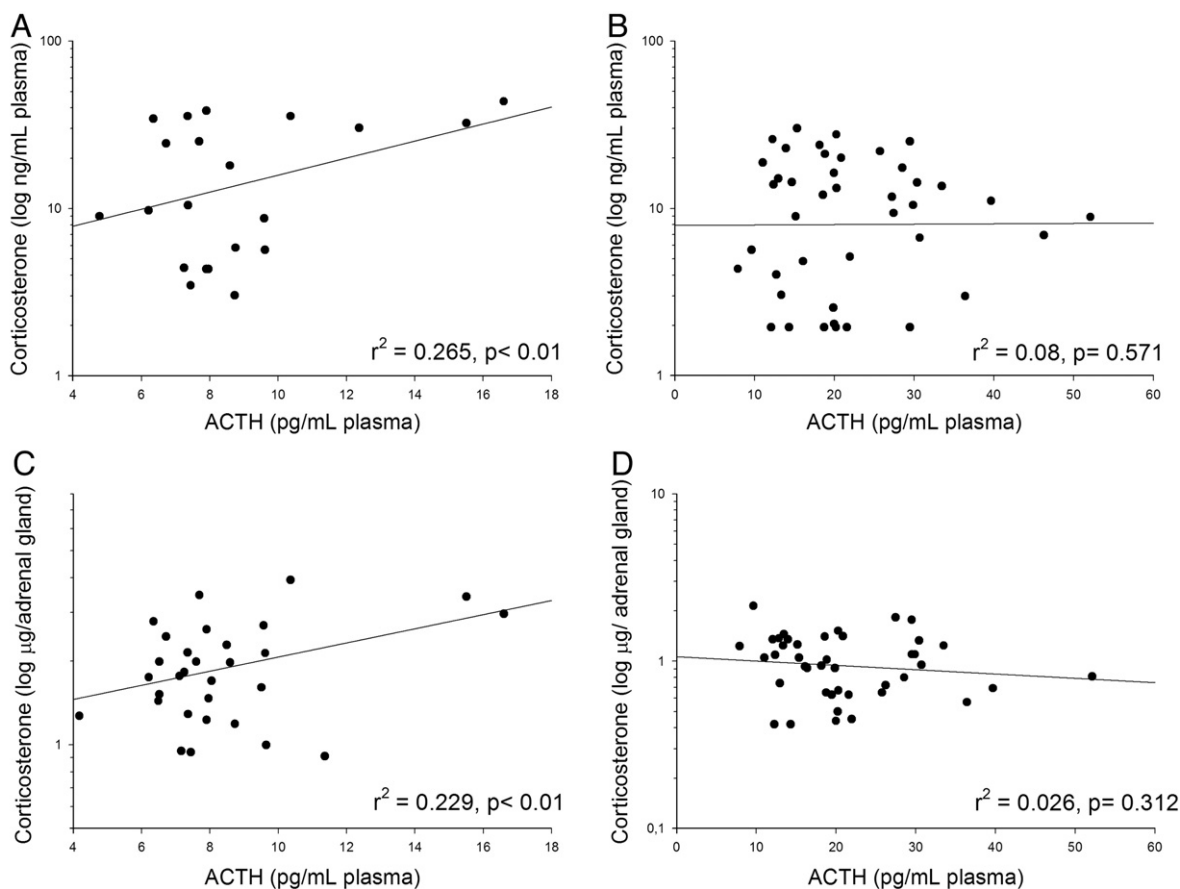 A
Corticosterone (log ng/mL plasma)
100
10
1
4 6 8 10 12 14 16 18
ACTH (pg/mL plasma)
r² = 0.265, p< 0.01
B
Corticosterone (log ng/mL plasma)
100
10
1
0 10 20 30 40 50 60
ACTH (pg/mL plasma)
r² = 0.08, p= 0.571
C
Corticosterone (log µg/adrenal gland)
1
4 6 8 10 12 14 16 18
ACTH (pg/mL plasma)
r² = 0.229, p< 0.01
D
Corticosterone (log µg/ adrenal gland)
10
1
0,1
0 10 20 30 40 50 60
ACTH (pg/mL plasma)
r² = 0.026, p= 0.312